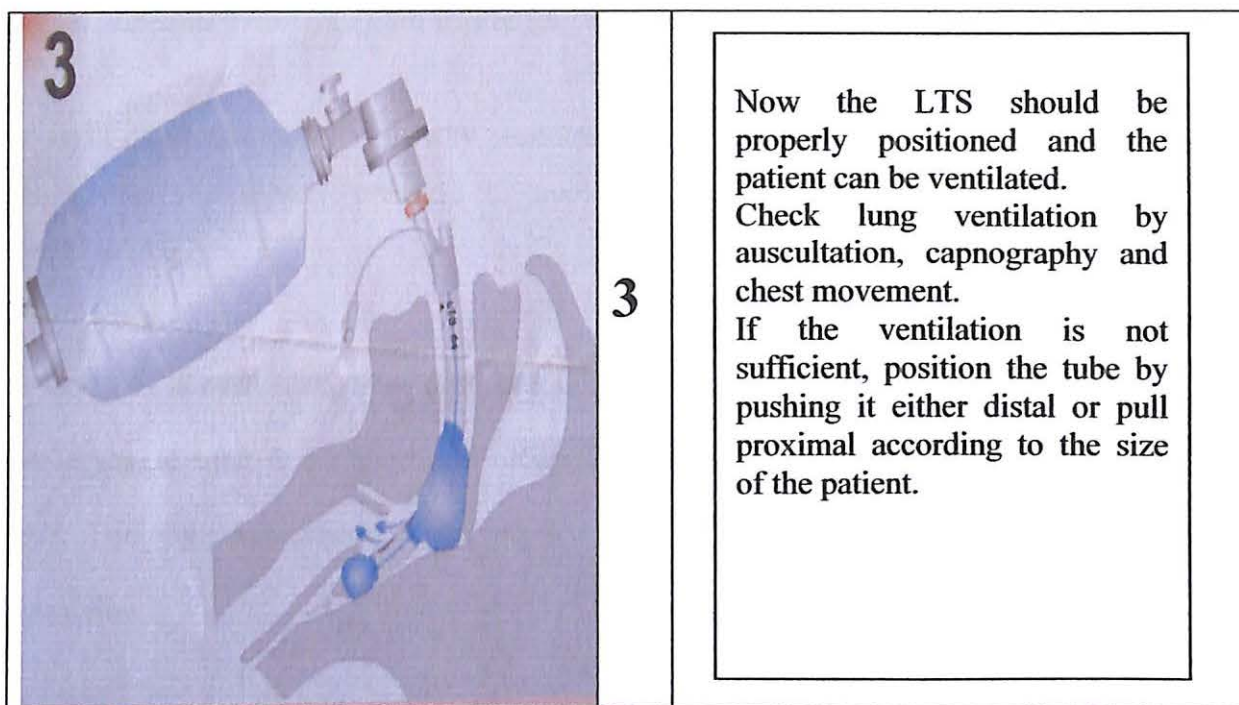 3
3
Now the LTS should be
properly positioned and the
patient can be ventilated.
Check lung ventilation by
auscultation, capnography and
chest movement.
If the ventilation is not
sufficient, position the tube by
pushing it either distal or pull
proximal according to the size
of the patient.